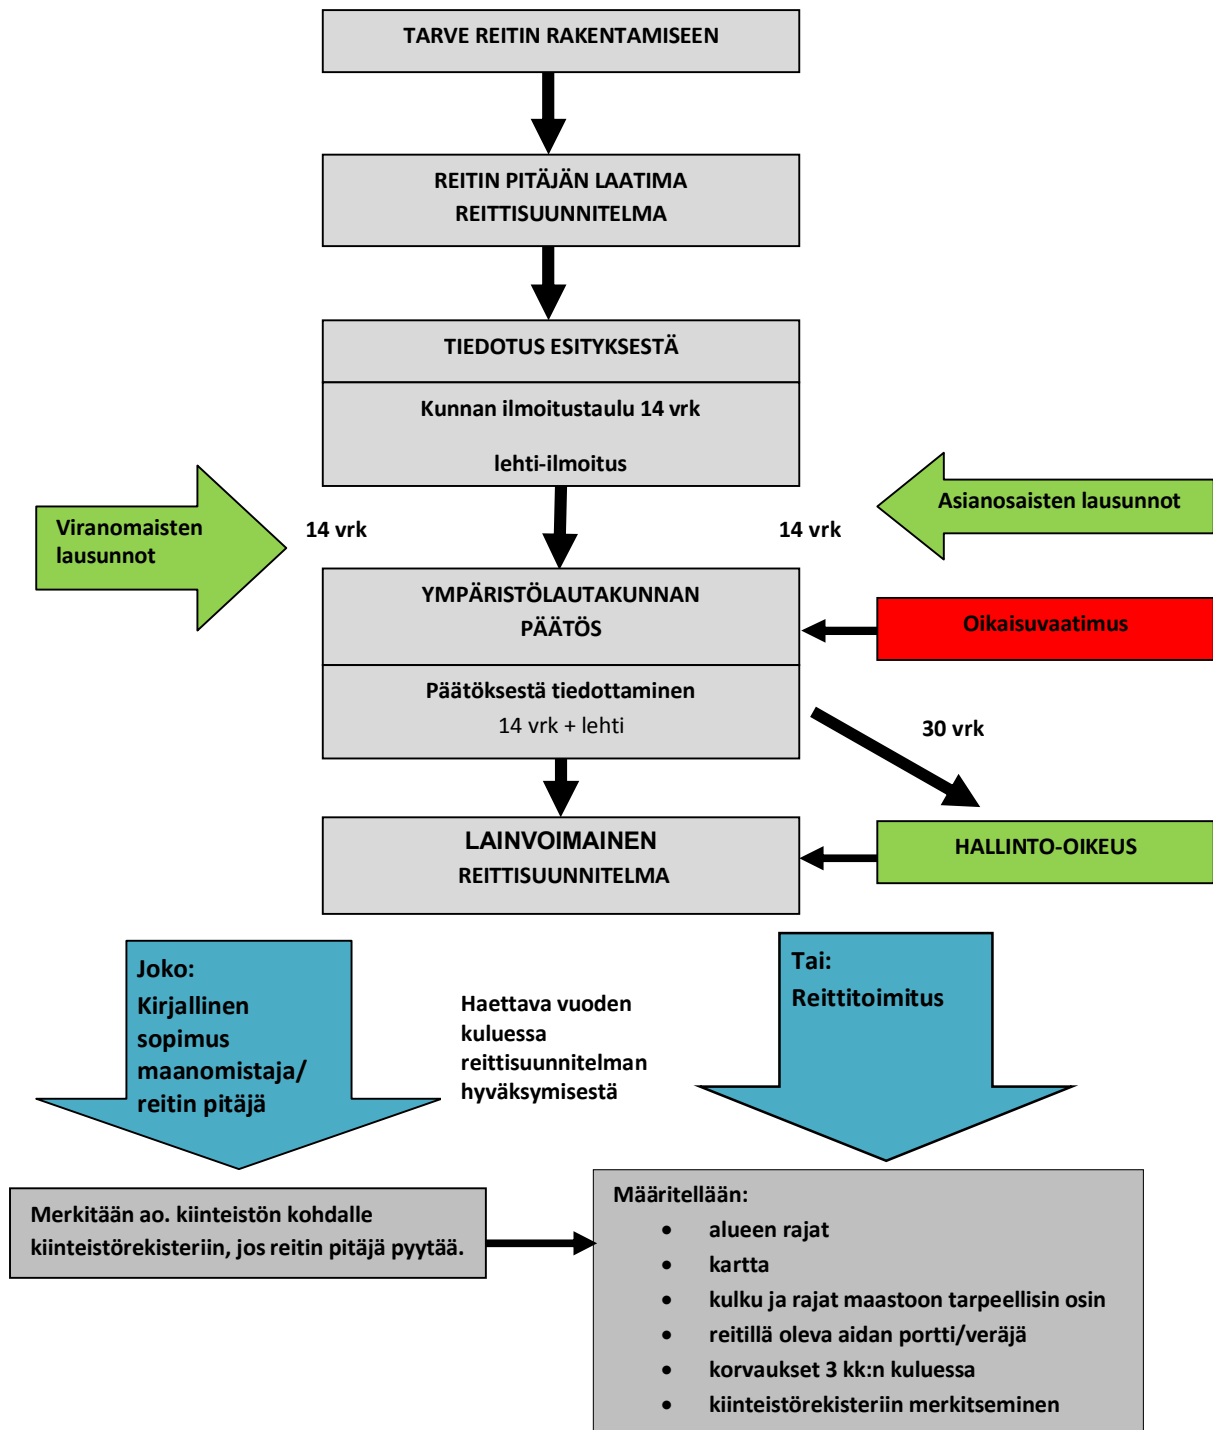 TARVE REITIN RAKENTAMISEEN
REITIN PITÄJÄN LAATIMA
REITTISUUNNITELMA
TIEDOTUS ESITYKSESTÄ
Kunnan ilmoitustaulu 14 vrk
lehti-ilmoitus
Viranomaisten
lausunnot
14 vrk
14 vrk
Asianosaisten lausunnot
YMPÄRISTÖLAUTAKUNNAN
PÄÄTÖS
Oikaisuvaatimus
Päätöksestä tiedottaminen
14 vrk + lehti
30 vrk
LAINVOIMAINEN
REITTISUUNNITELMA
HALLINTO-OIKEUS
Joko:
Kirjallinen
sopimus
maanomistaja/
reitin pitäjä
Haettava vuoden
kuluessa
reittisuunnitelman
hyväksymisestä
Tai:
Reittitoimitus
Merkitään ao. kiinteistön kohdalle
kiinteistörekisteriin, jos reitin pitäjä pyytää.
Määritellään:
• alueen rajat
• kartta
• kulku ja rajat maastoon tarpeellisin osin
• reitillä oleva aidan portti/veräjä
• korvaukset 3 kk:n kuluessa
• kiinteistörekisteriin merkitseminen